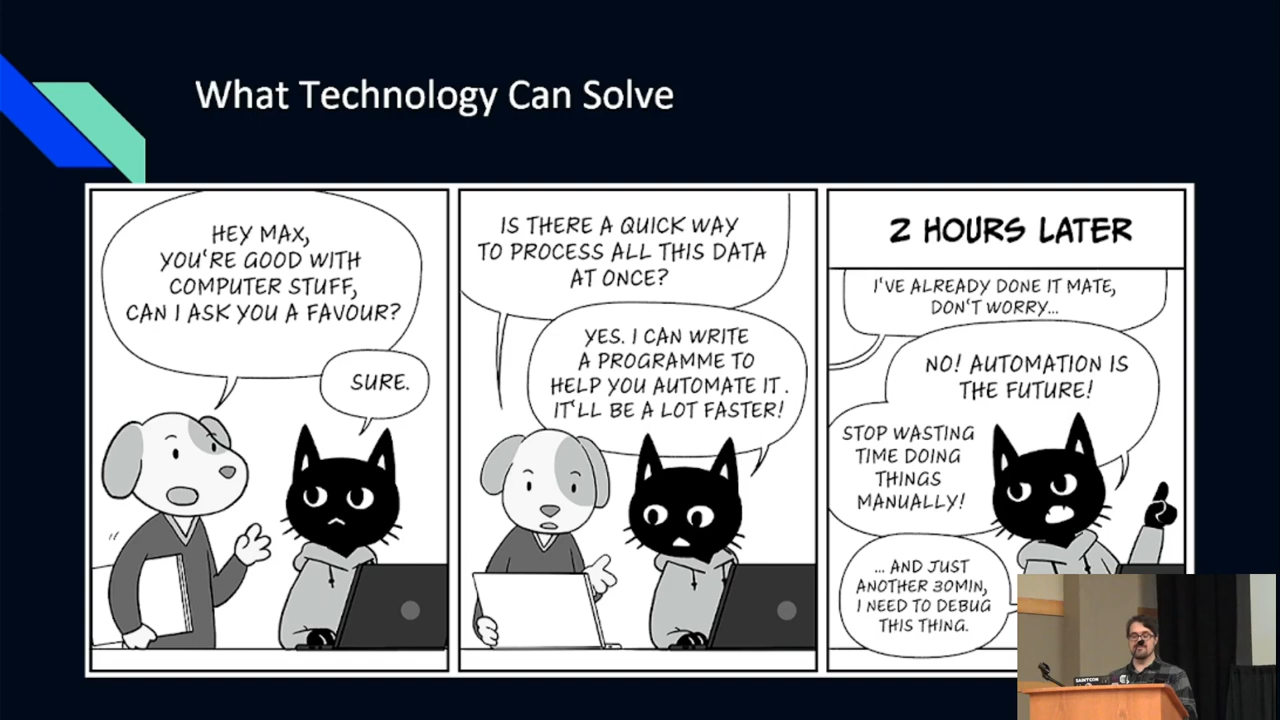 What Technology Can Solve
HEY MAX,
YOU'RE GOOD WITH
COMPUTER STUFF,
CAN I ASK YOU A FAVOUR?
SURE.
IS THERE A QUICK WAY
TO PROCESS ALL THIS DATA
AT ONCE?
YES. I CAN WRITE
A PROGRAMME TO
HELP YOU AUTOMATE IT.
IT'LL BE A LOT FASTER!
2 HOURS LATER
I'VE ALREADY DONE IT MATE,
DON'T WORRY...
NO! AUTOMATION IS
THE FUTURE!
STOP WASTING
TIME DOING
THINGS
MANUALLY!
... AND JUST
ANOTHER 30MIN,
I NEED TO DEBUG
THIS THING.
SAINTCON